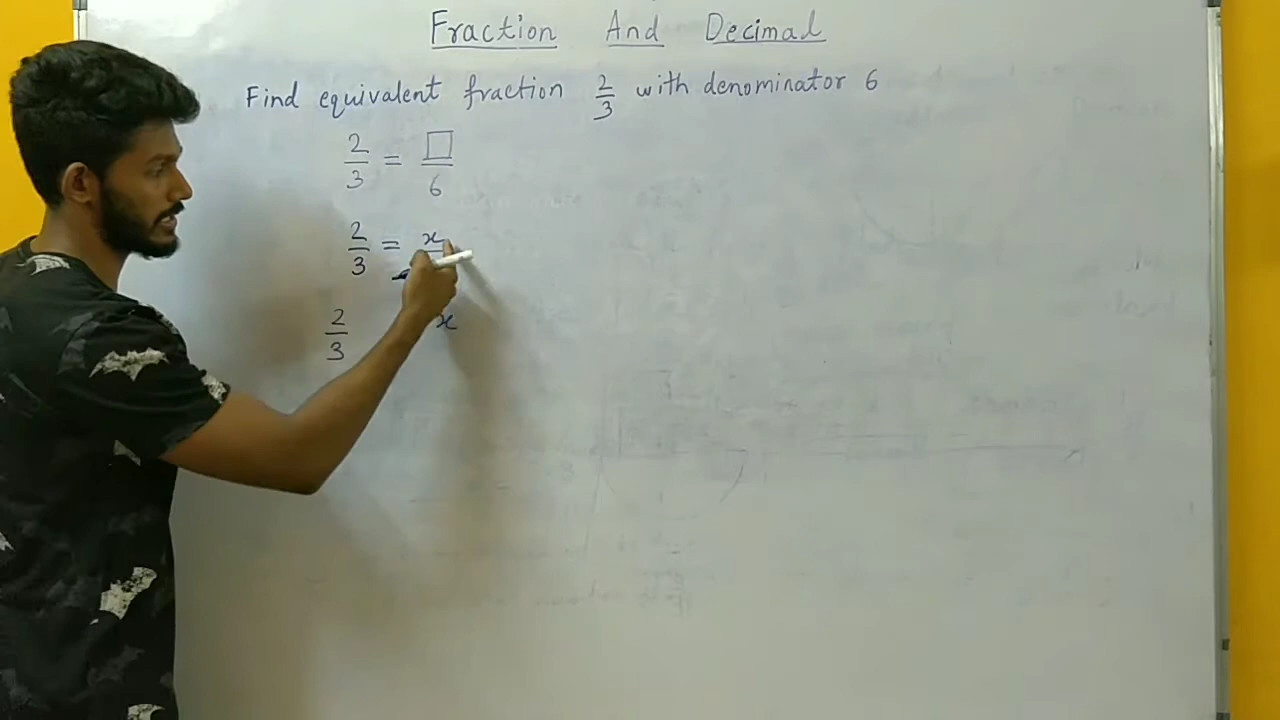 Fraction And Decimal
Find equivalent fraction 2/3 with denominator 6
2/3 = □/6
2/3 = x
2/3 x